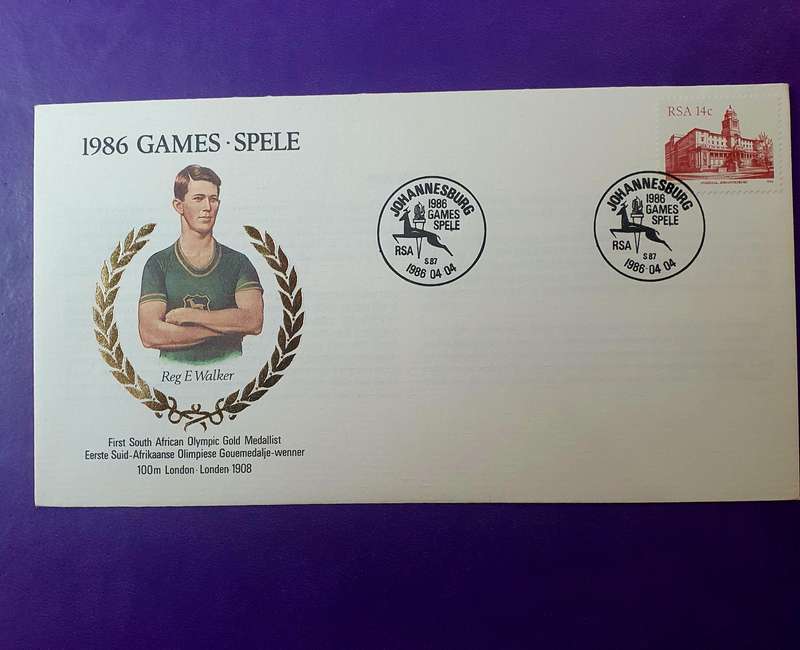 1986 GAMES · SPELE
RSA 14c
JOHANNESBURG
1986
GAMES
SPELE
RSA
S87
1986·04·04
JOHANNESBURG
1986
GAMES
SPELE
RSA
S87
1986·04·04
Reg E Walker
First South African Olympic Gold Medallist
Eerste Suid-Afrikaanse Olimpiese Gouemedalje-wenner
100m London · Londen 1908